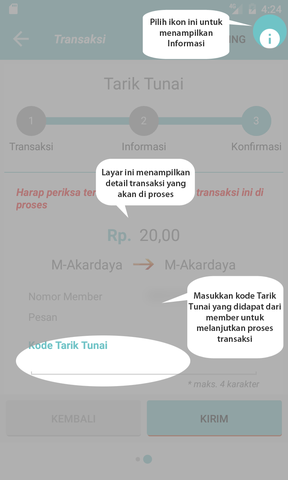 4:24
Pilih ikon ini untuk
menampilkan
Informasi
Transaksi
NG
Tarik Tunai
1
2
3
Transaksi
Informasi
Konfirmasi
Layar ini menampilkan
detail transaksi yang
akan di proses
Harap periksa ter transaksi ini di
proses
Rp. 20,00
M-Akardaya → M-Akardaya
Masukkan kode Tarik
Tunai yang didapat dari
member untuk
melanjutkan proses
transaksi
Nomor Member
Pesan
Kode Tarik Tunai
* maks. 4 karakter
KEMBALI
KIRIM